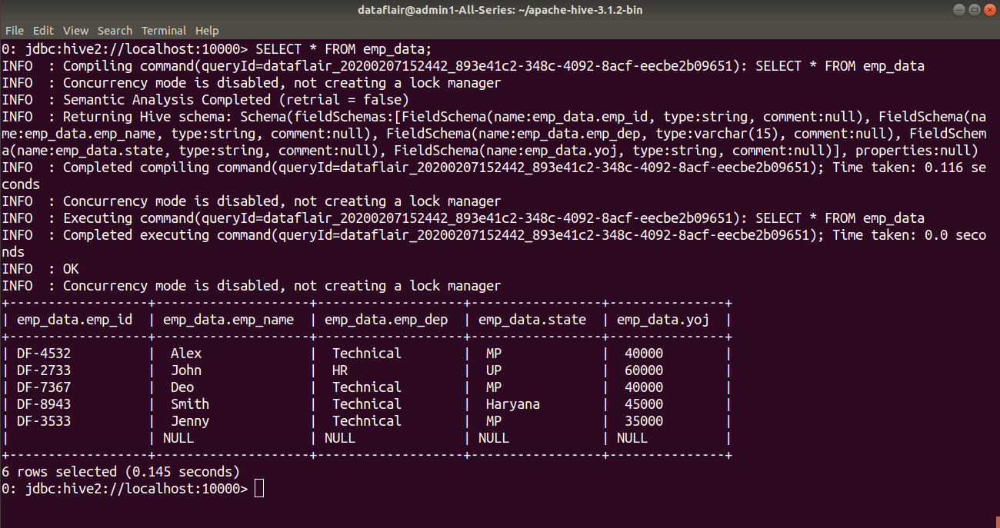 dataflair@admin1-All-Series: ~/apache-hive-3.1.2-bin
File Edit View Search Terminal Help
0: jdbc:hive2://localhost:10000> SELECT * FROM emp_data;
INFO  : Compiling command(queryId=dataflair_20200207152442_893e41c2-348c-4092-8acf-eecbe2b09651): SELECT * FROM emp_data
INFO  : Concurrency mode is disabled, not creating a lock manager
INFO  : Semantic Analysis Completed (retrial = false)
INFO  : Returning Hive schema: Schema(fieldSchemas:[FieldSchema(name:emp_data.emp_id, type:string, comment:null), FieldSchema(na
me:emp_data.emp_name, type:string, comment:null), FieldSchema(name:emp_data.emp_dep, type:varchar(15), comment:null), FieldSchem
a(name:emp_data.state, type:string, comment:null), FieldSchema(name:emp_data.yoj, type:string, comment:null)], properties:null)
INFO  : Completed compiling command(queryId=dataflair_20200207152442_893e41c2-348c-4092-8acf-eecbe2b09651); Time taken: 0.116 se
conds
INFO  : Concurrency mode is disabled, not creating a lock manager
INFO  : Executing command(queryId=dataflair_20200207152442_893e41c2-348c-4092-8acf-eecbe2b09651): SELECT * FROM emp_data
INFO  : Completed executing command(queryId=dataflair_20200207152442_893e41c2-348c-4092-8acf-eecbe2b09651); Time taken: 0.0 seco
nds
INFO  : OK
INFO  : Concurrency mode is disabled, not creating a lock manager
+------------------+--------------------+-------------------+-----------------+---------------+
| emp_data.emp_id  | emp_data.emp_name  | emp_data.emp_dep  | emp_data.state  | emp_data.yoj  |
+------------------+--------------------+-------------------+-----------------+---------------+
| DF-4532          |  Alex              |  Technical        |  MP             |  40000        |
| DF-2733          |  John              |  HR               |  UP             |  60000        |
| DF-7367          |  Deo               |  Technical        |  MP             |  40000        |
| DF-8943          |  Smith             |  Technical        |  Haryana        |  45000        |
| DF-3533          |  Jenny             |  Technical        |  MP             |  35000        |
|                  | NULL               | NULL              | NULL            | NULL          |
+------------------+--------------------+-------------------+-----------------+---------------+
6 rows selected (0.145 seconds)
0: jdbc:hive2://localhost:10000>